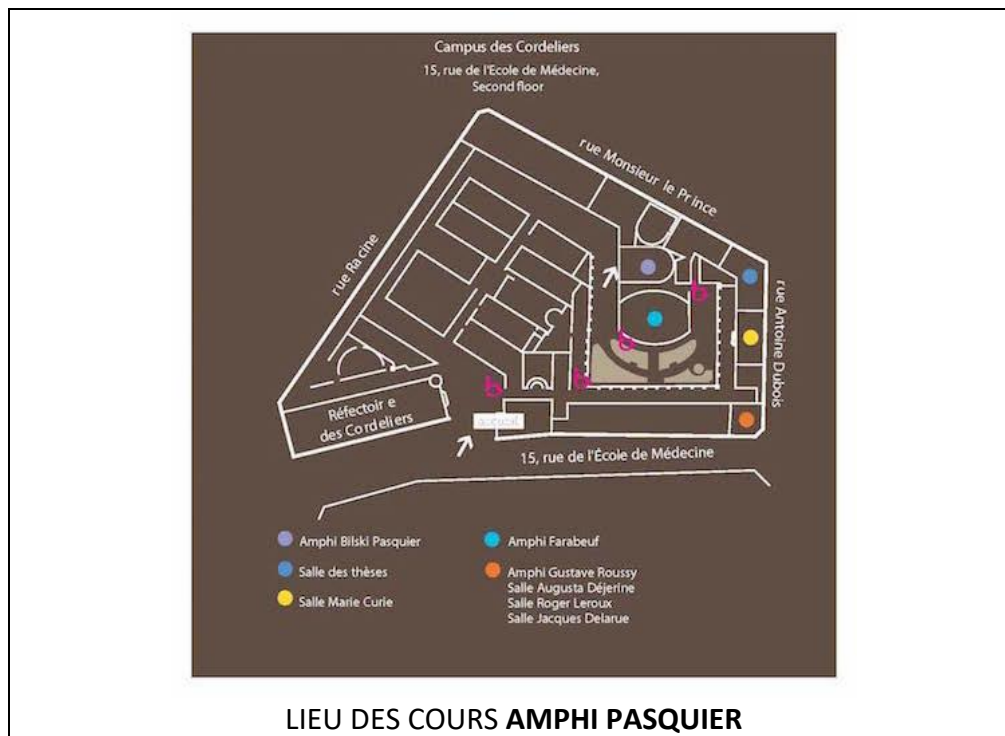 Campus des Cordeliers
15, rue de l'Ecole de Médecine,
Second floor
rue Monsieur le Prince
rue Racine
rue Antoine Dubois
Réfectoire
des Cordeliers
15, rue de l'École de Médecine
Amphi Bilski Pasquier
Salle des thèses
Salle Marie Curie
Amphi Farabeuf
Amphi Gustave Roussy
Salle Augusta Déjerine
Salle Roger Leroux
Salle Jacques Delarue
LIEU DES COURS AMPHI PASQUIER